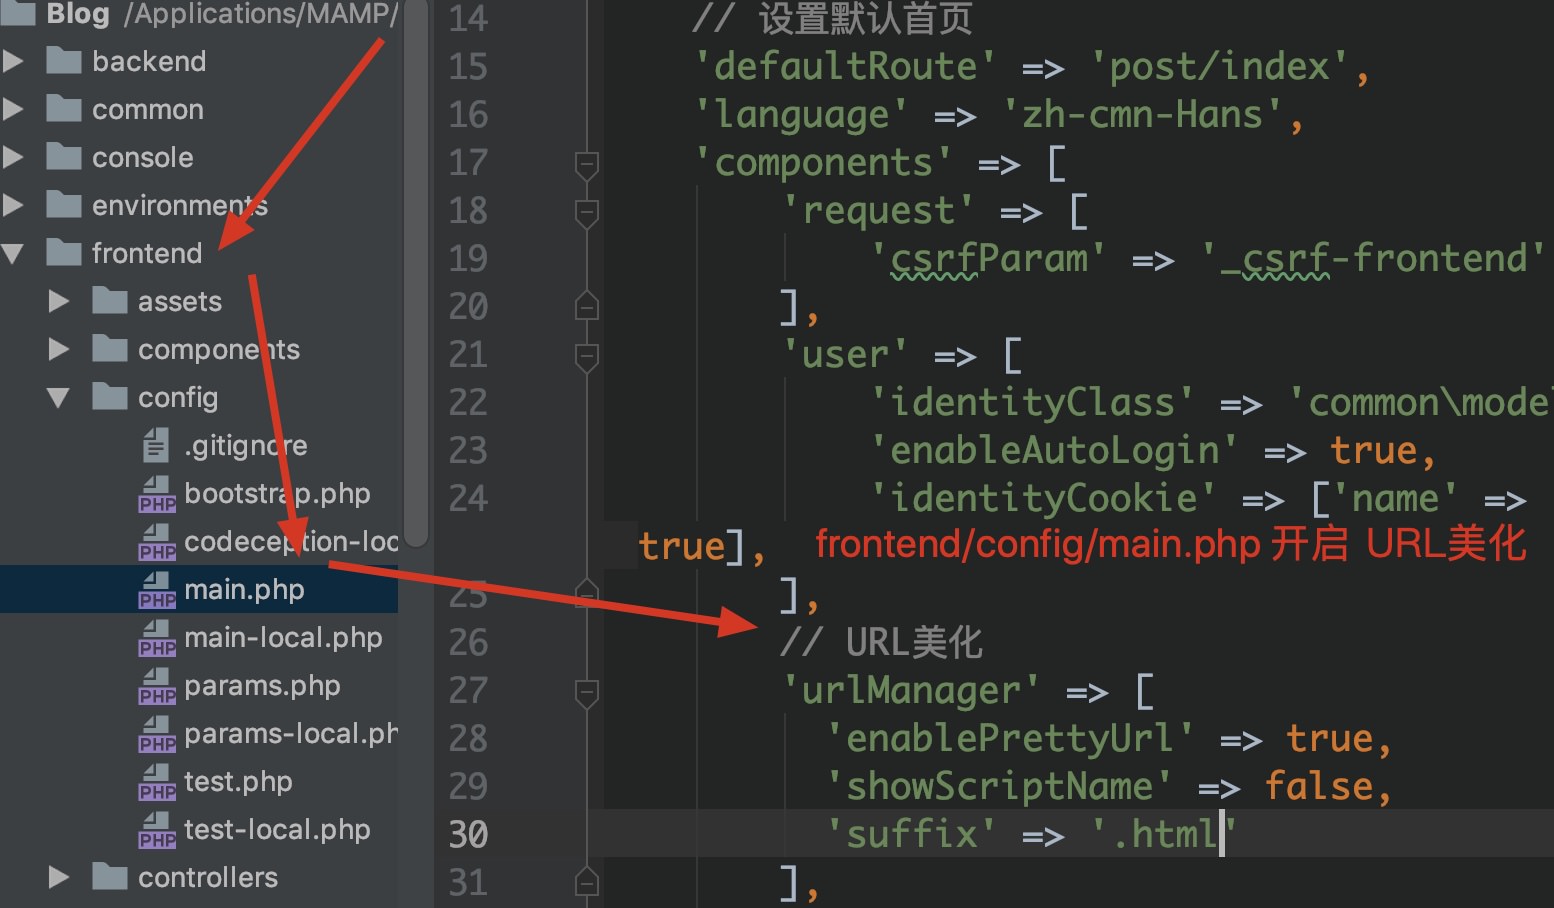 Blog /Applications/MAMP/
backend
common
console
environments
frontend
assets
components
config
.gitignore
bootstrap.php
codeception-loc
main.php
main-local.php
params.php
params-local.ph
test.php
test-local.php
controllers
14 // 设置默认首页
15 'defaultRoute' => 'post/index',
16 'language' => 'zh-cmn-Hans',
17 'components' => [
18 'request' => [
19 'csrfParam' => '_csrf-frontend'
20 ],
21 'user' => [
22 'identityClass' => 'common\model
23 'enableAutoLogin' => true,
24 'identityCookie' => ['name' =>
true], frontend/config/main.php 开启 URL美化
25 ],
26 // URL美化
27 'urlManager' => [
28 'enablePrettyUrl' => true,
29 'showScriptName' => false,
30 'suffix' => '.html'
31 ],